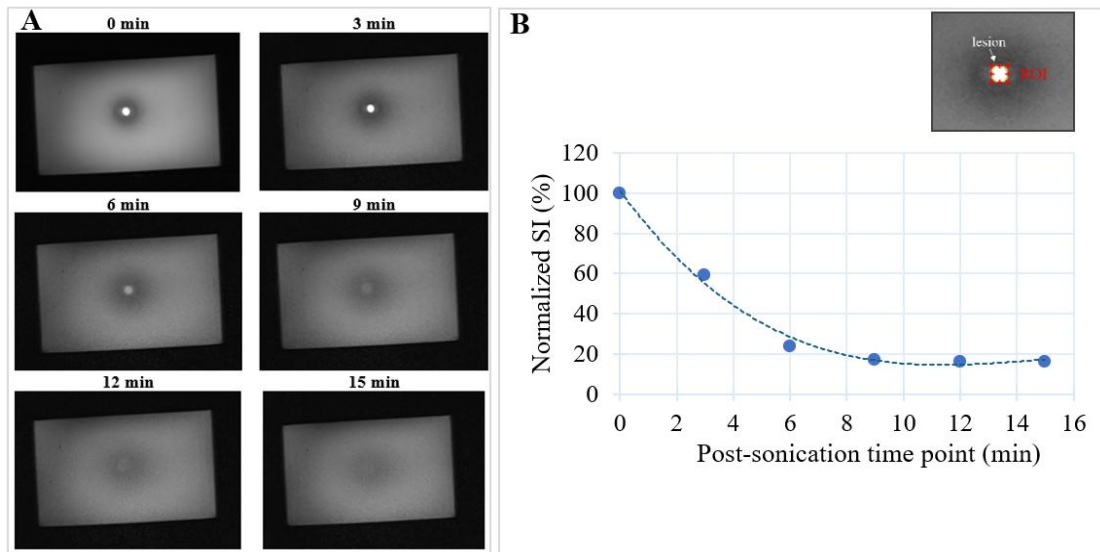 A
0 min
3 min
6 min
9 min
12 min
15 min
B
lesion
ROI
120
100
80
60
40
20
0
Normalized SI (%)
0 2 4 6 8 10 12 14 16
Post-sonication time point (min)